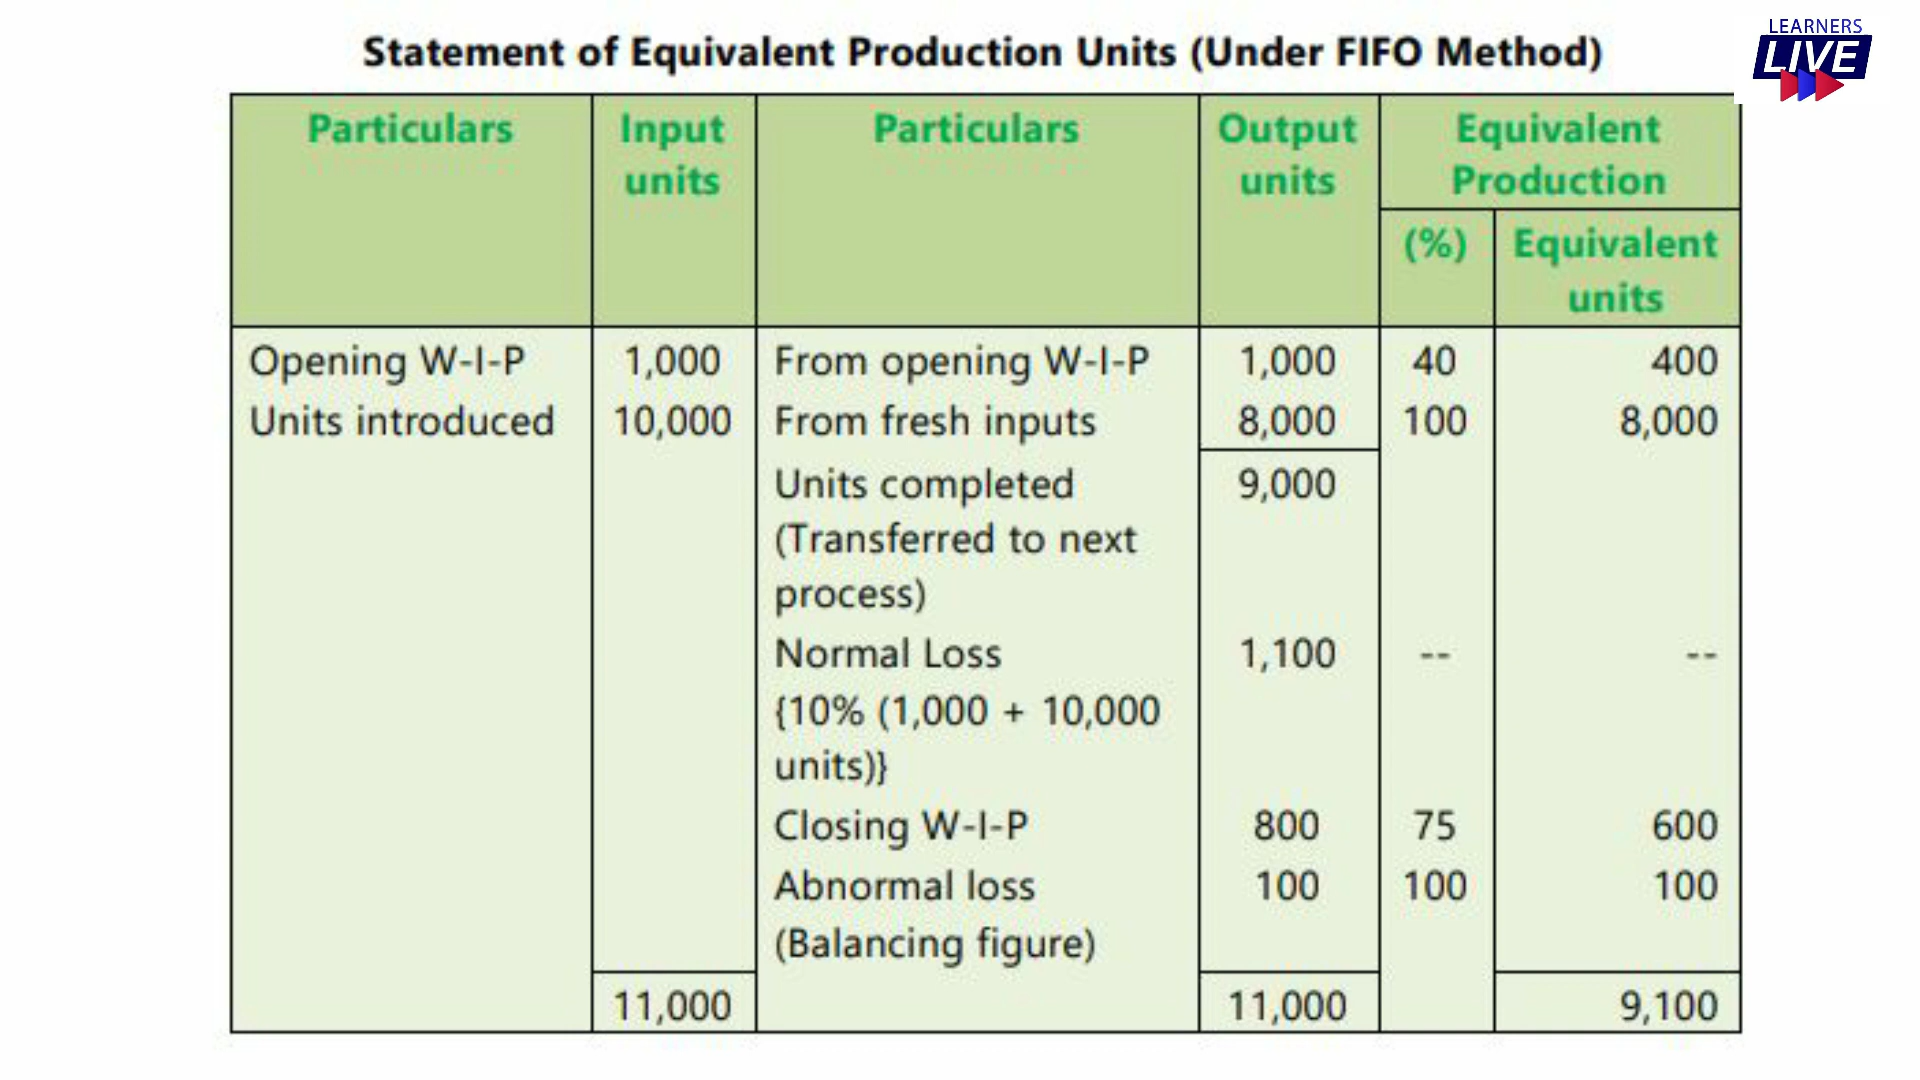 Statement of Equivalent Production Units (Under FIFO Method)
LEARNERS
LIVE
Particulars Input Particulars Output Equivalent
units units Production
(%) Equivalent
units
Opening W-I-P 1,000 From opening W-I-P 1,000 40 400
Units introduced 10,000 From fresh inputs 8,000 100 8,000
Units completed 9,000
(Transferred to next
process)
Normal Loss 1,100 -- --
{10% (1,000 + 10,000
units)}
Closing W-I-P 800 75 600
Abnormal loss 100 100 100
(Balancing figure)
11,000 11,000 9,100